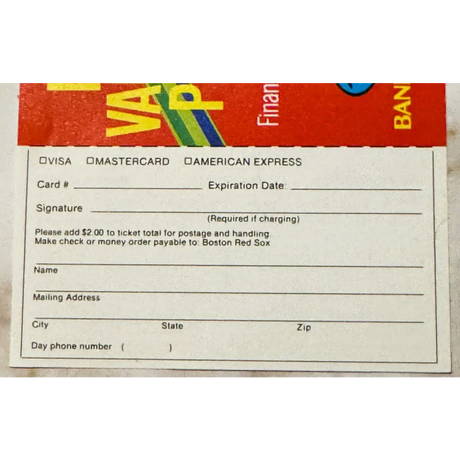 VA
P
Finan
BAN
☐VISA ☐MASTERCARD ☐AMERICAN EXPRESS
Card # Expiration Date:
Signature
(Required if charging)
Please add $2.00 to ticket total for postage and handling.
Make check or money order payable to: Boston Red Sox
Name
Mailing Address
City State Zip
Day phone number ( )